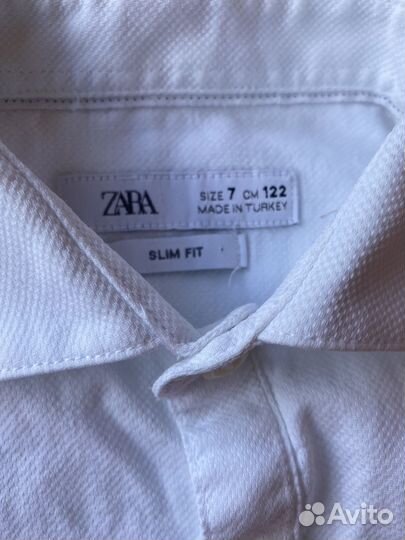 ZARA
SIZE 7 CM 122
MADE IN TURKEY
SLIM FIT
Avito